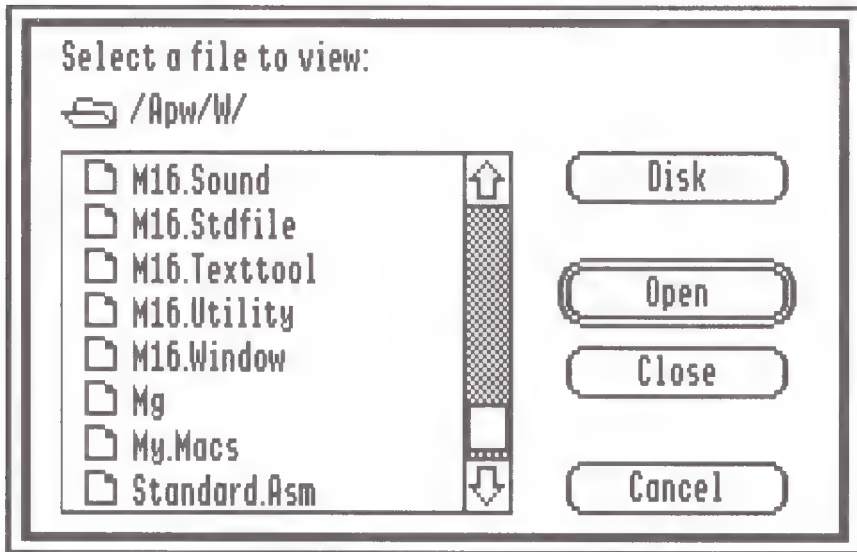 Select a file to view:
/Apw/W/
M16.Sound
M16.Stdfile
M16.Texttool
M16.Utility
M16.Window
Mg
My.Macs
Standard.Asm
Disk
Open
Close
Cancel